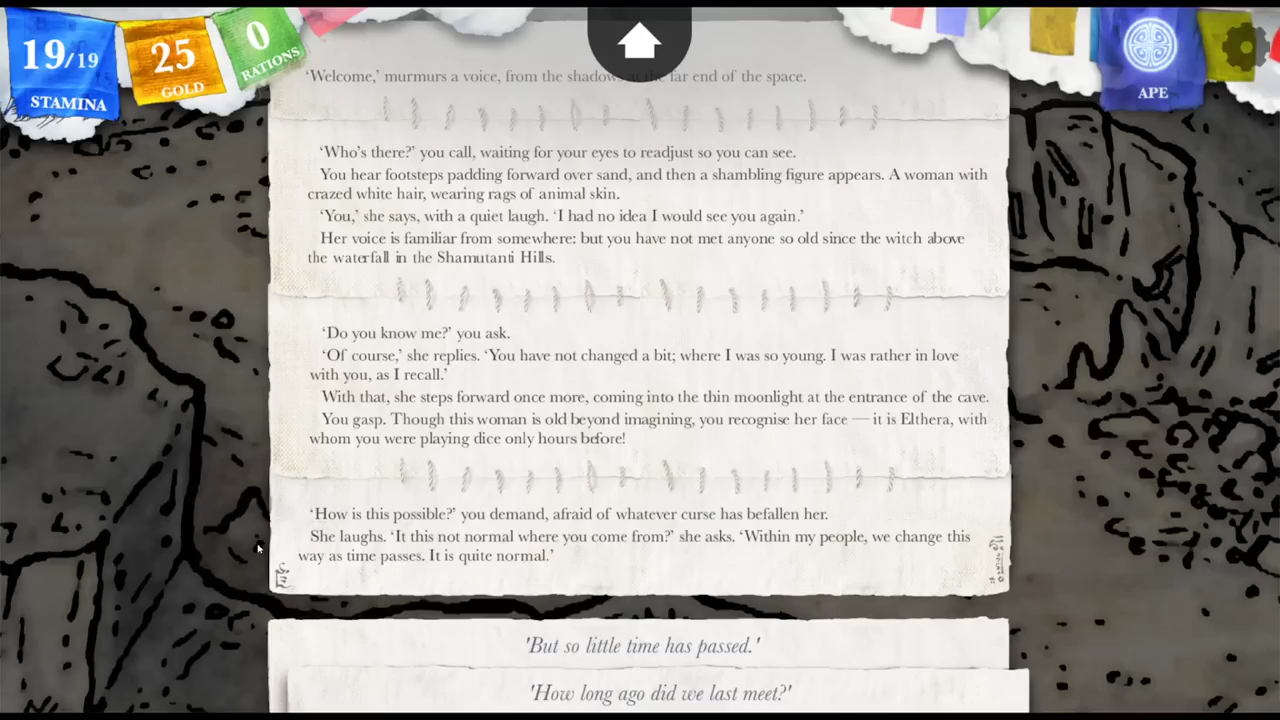 19/19
STAMINA
25
GOLD
0
RATIONS
APE
‘Welcome,’ murmurs a voice, from the shadows at the far end of the space.
‘Who’s there?’ you call, waiting for your eyes to readjust so you can see.
You hear footsteps padding forward over sand, and then a shambling figure appears. A woman with
crazed white hair, wearing rags of animal skin.
‘You,’ she says, with a quiet laugh. ‘I had no idea I would see you again.’
Her voice is familiar from somewhere: but you have not met anyone so old since the witch above
the waterfall in the Shamutanti Hills.
‘Do you know me?’ you ask.
‘Of course,’ she replies. ‘You have not changed a bit; where I was so young. I was rather in love
with you, as I recall.’
With that, she steps forward once more, coming into the thin moonlight at the entrance of the cave.
You gasp. Though this woman is old beyond imagining, you recognise her face — it is Elthera, with
whom you were playing dice only hours before!
‘How is this possible?’ you demand, afraid of whatever curse has befallen her.
She laughs. ‘It this not normal where you come from?’ she asks. ‘Within my people, we change this
way as time passes. It is quite normal.’
'But so little time has passed.'
'How long ago did we last meet?'